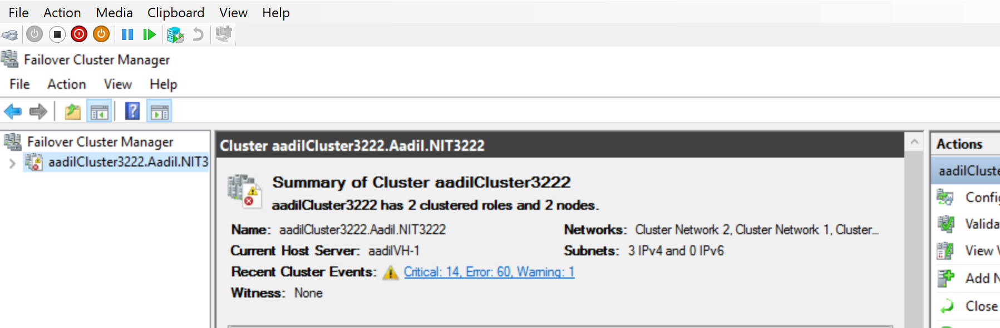 File Action Media Clipboard View Help
Failover Cluster Manager
File Action View Help
Failover Cluster Manager
aadilCluster3222.Aadil.NIT3
Cluster aadilCluster3222.Aadil.NIT3222
Summary of Cluster aadilCluster3222
aadilCluster3222 has 2 clustered roles and 2 nodes.
Name: aadilCluster3222.Aadil.NIT3222
Networks: Cluster Network 2, Cluster Network 1, Cluster...
Current Host Server: aadilVH-1
Subnets: 3 IPv4 and 0 IPv6
Recent Cluster Events: Critical: 14, Error: 60, Warning: 1
Witness: None
Actions
aadilCluste
Config
Valida
View V
Add N
Close